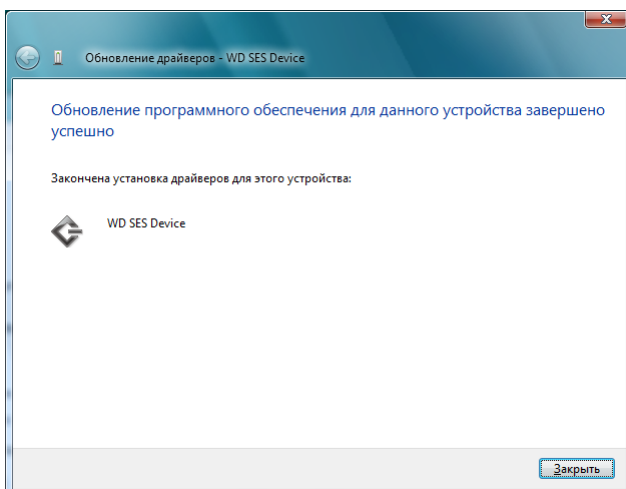 Обновление драйверов - WD SES Device
Обновление программного обеспечения для данного устройства завершено
успешно
Закончена установка драйверов для этого устройства:
WD SES Device
Закрыть